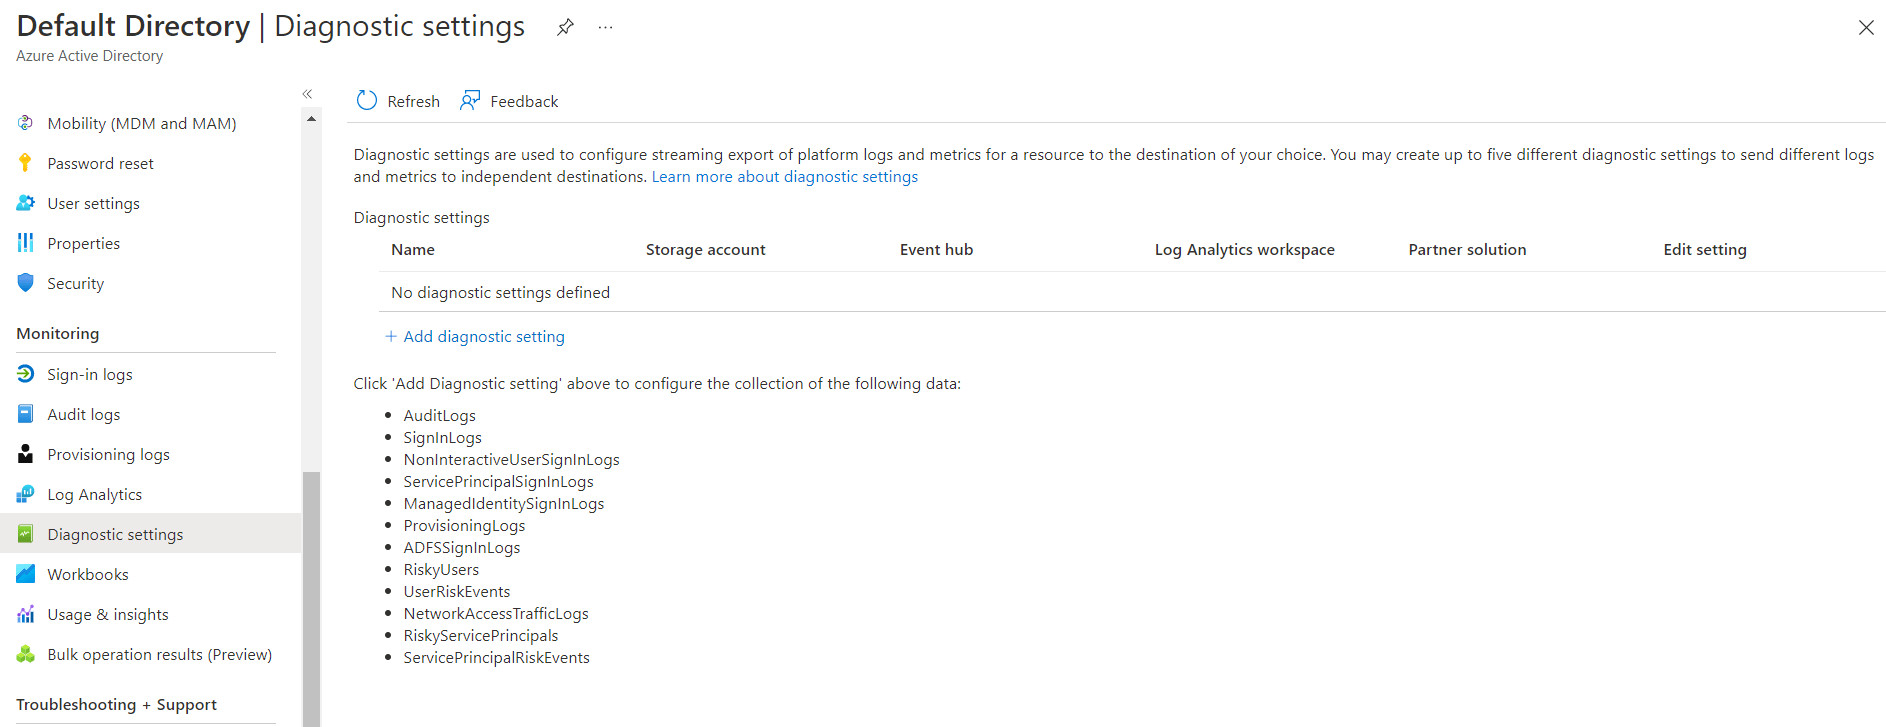 Default Directory | Diagnostic settings
Azure Active Directory
Mobility (MDM and MAM)
Password reset
User settings
Properties
Security
Monitoring
Sign-in logs
Audit logs
Provisioning logs
Log Analytics
Diagnostic settings
Workbooks
Usage & insights
Bulk operation results (Preview)
Troubleshooting + Support
Refresh Feedback
Diagnostic settings are used to configure streaming export of platform logs and metrics for a resource to the destination of your choice. You may create up to five different diagnostic settings to send different logs
and metrics to independent destinations. Learn more about diagnostic settings
Diagnostic settings
Name Storage account Event hub Log Analytics workspace Partner solution Edit setting
No diagnostic settings defined
+ Add diagnostic setting
Click 'Add Diagnostic setting' above to configure the collection of the following data:
• AuditLogs
• SignInLogs
• NonInteractiveUserSignInLogs
• ServicePrincipalSignInLogs
• ManagedIdentitySignInLogs
• ProvisioningLogs
• ADFSSignInLogs
• RiskyUsers
• UserRiskEvents
• NetworkAccessTrafficLogs
• RiskyServicePrincipals
• ServicePrincipalRiskEvents